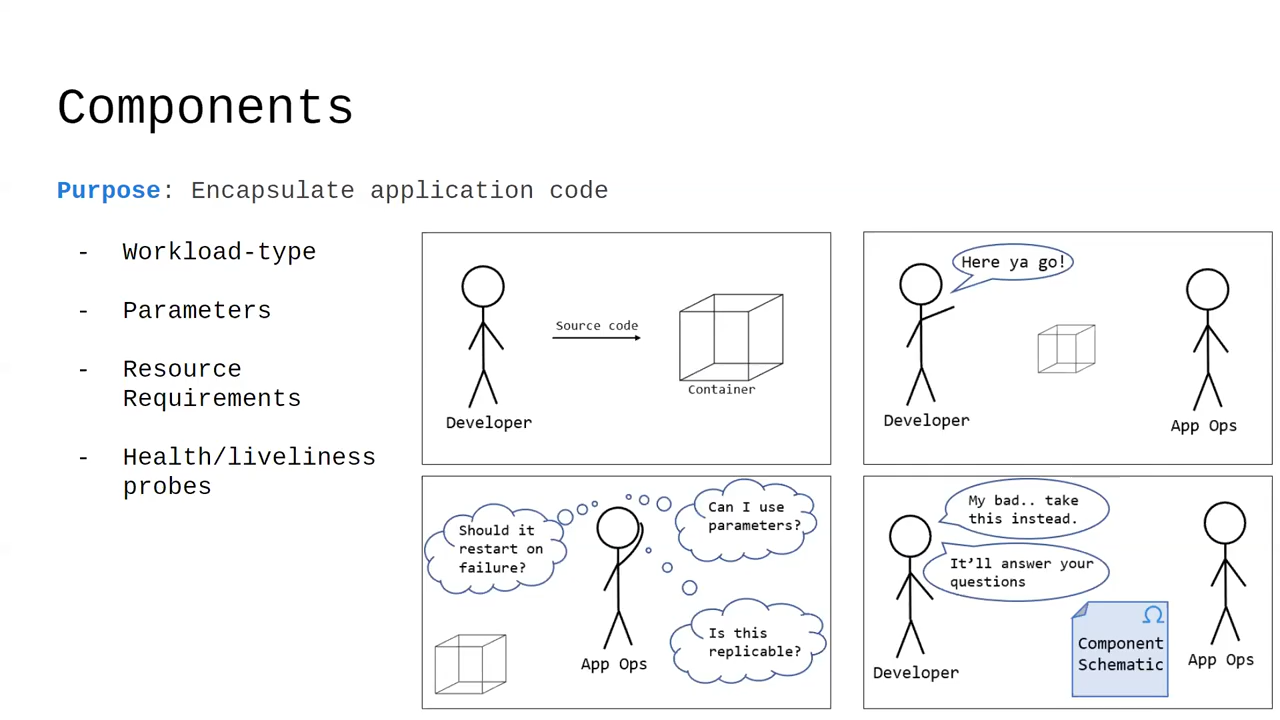 Components
Purpose: Encapsulate application code
- Workload-type
- Parameters
- Resource
Requirements
- Health/liveliness
probes
Source code
Container
Developer
Here ya go!
Developer
App Ops
Should it
restart on
failure?
Can I use
parameters?
Is this
replicable?
App Ops
My bad.. take
this instead.
It'll answer your
questions
Ω
Component
Schematic
Developer
App Ops